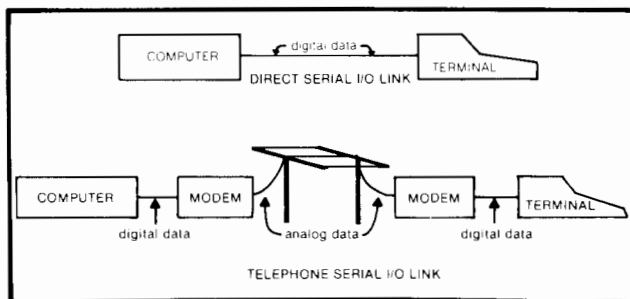 COMPUTER
digital data
TERMINAL
DIRECT SERIAL I/O LINK
COMPUTER
MODEM
MODEM
TERMINAL
digital data
analog data
digital data
TELEPHONE SERIAL I/O LINK